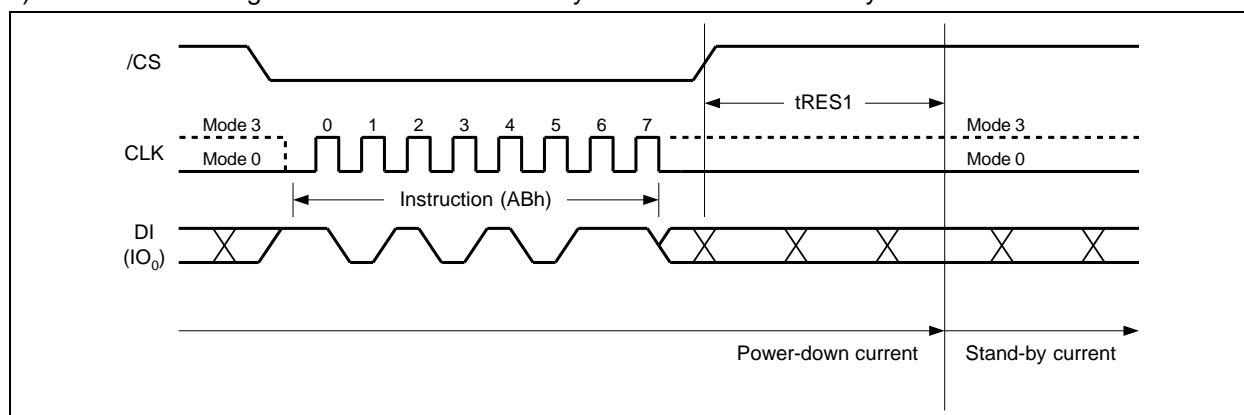 /CS
tRES1
Mode 3 0 1 2 3 4 5 6 7 Mode 3
CLK
Mode 0 Mode 0
Instruction (ABh)
DI
(IO0)
Power-down current Stand-by current